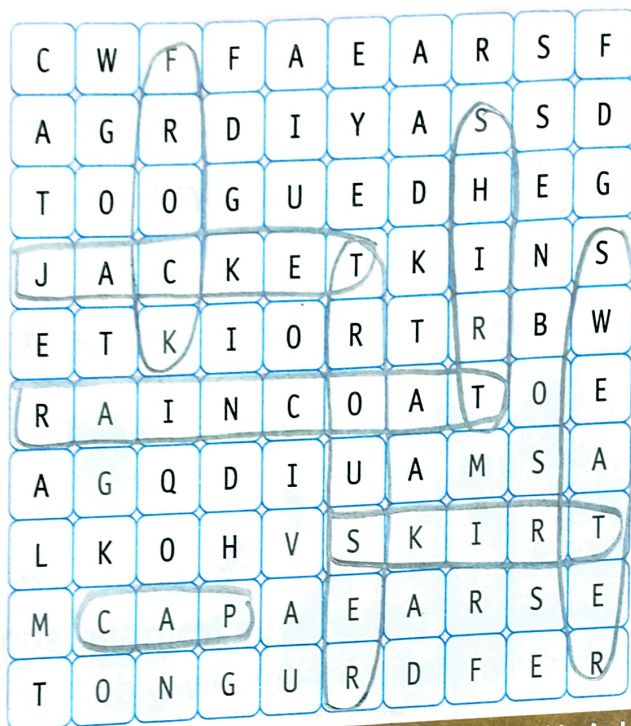 C W F F A E A R S F
A G R D I Y A S S D
T O O G U E D H E G
J A C K E T K I N S
E T K I O R T R B W
R A I N C O A T O E
A G Q D I U A M S A
L K O H V S K I R T
M C A P A E A R S E
T O N G U R D F E R